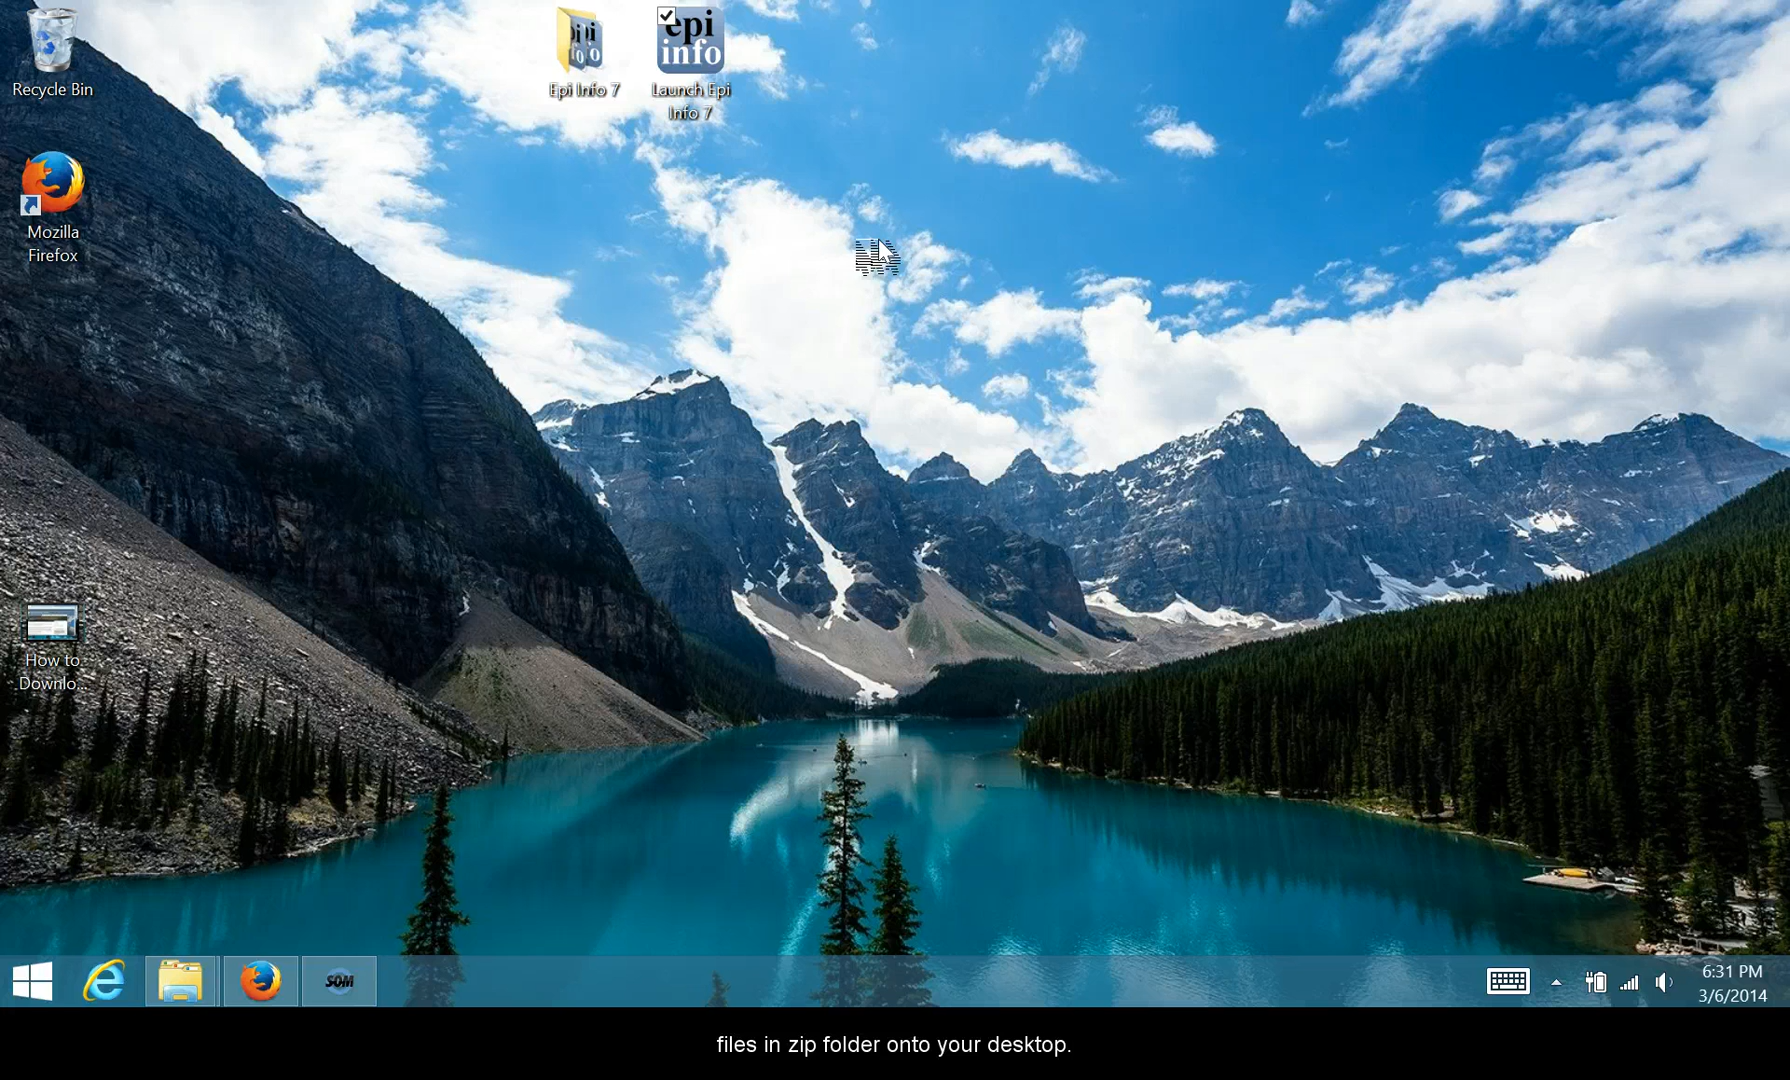 Recycle Bin
Epi Info 7
epi
info
Launch Epi
Info 7
Mozilla
Firefox
How to
Downlo...
SOM
6:31 PM
3/6/2014
files in zip folder onto your desktop.